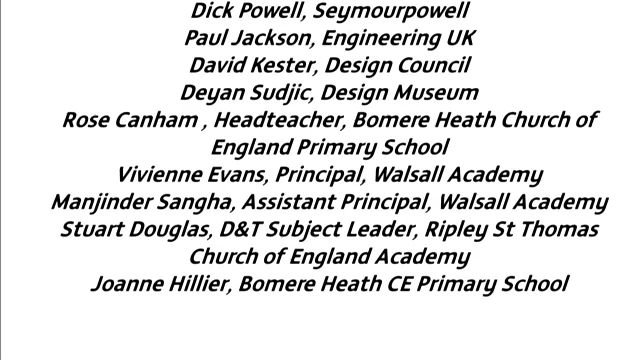 Dick Powell, Seymourpowell
Paul Jackson, Engineering UK
David Kester, Design Council
Deyan Sudjic, Design Museum
Rose Canham , Headteacher, Bomere Heath Church of
England Primary School
Vivienne Evans, Principal, Walsall Academy
Manjinder Sangha, Assistant Principal, Walsall Academy
Stuart Douglas, D&T Subject Leader, Ripley St Thomas
Church of England Academy
Joanne Hillier, Bomere Heath CE Primary School